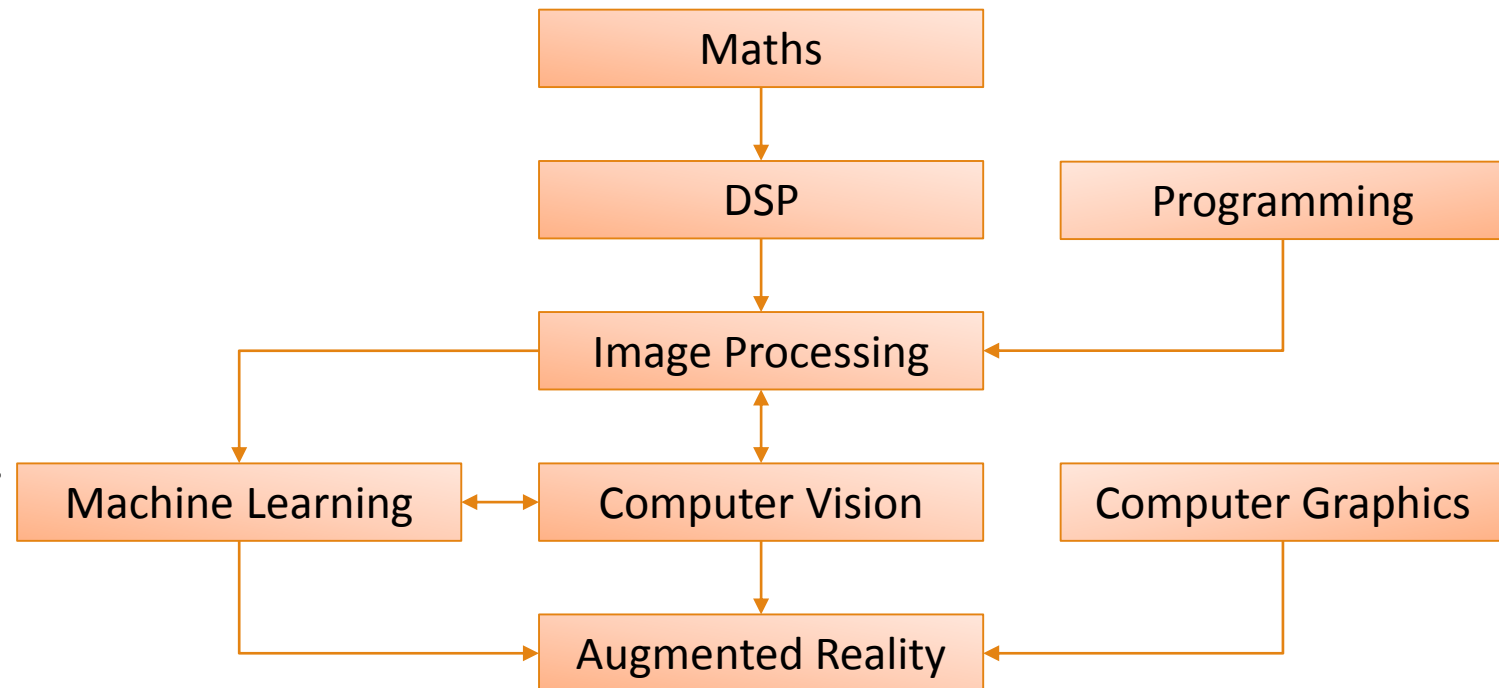 Maths
DSP
Programming
Image Processing
Machine Learning
Computer Vision
Computer Graphics
Augmented Reality